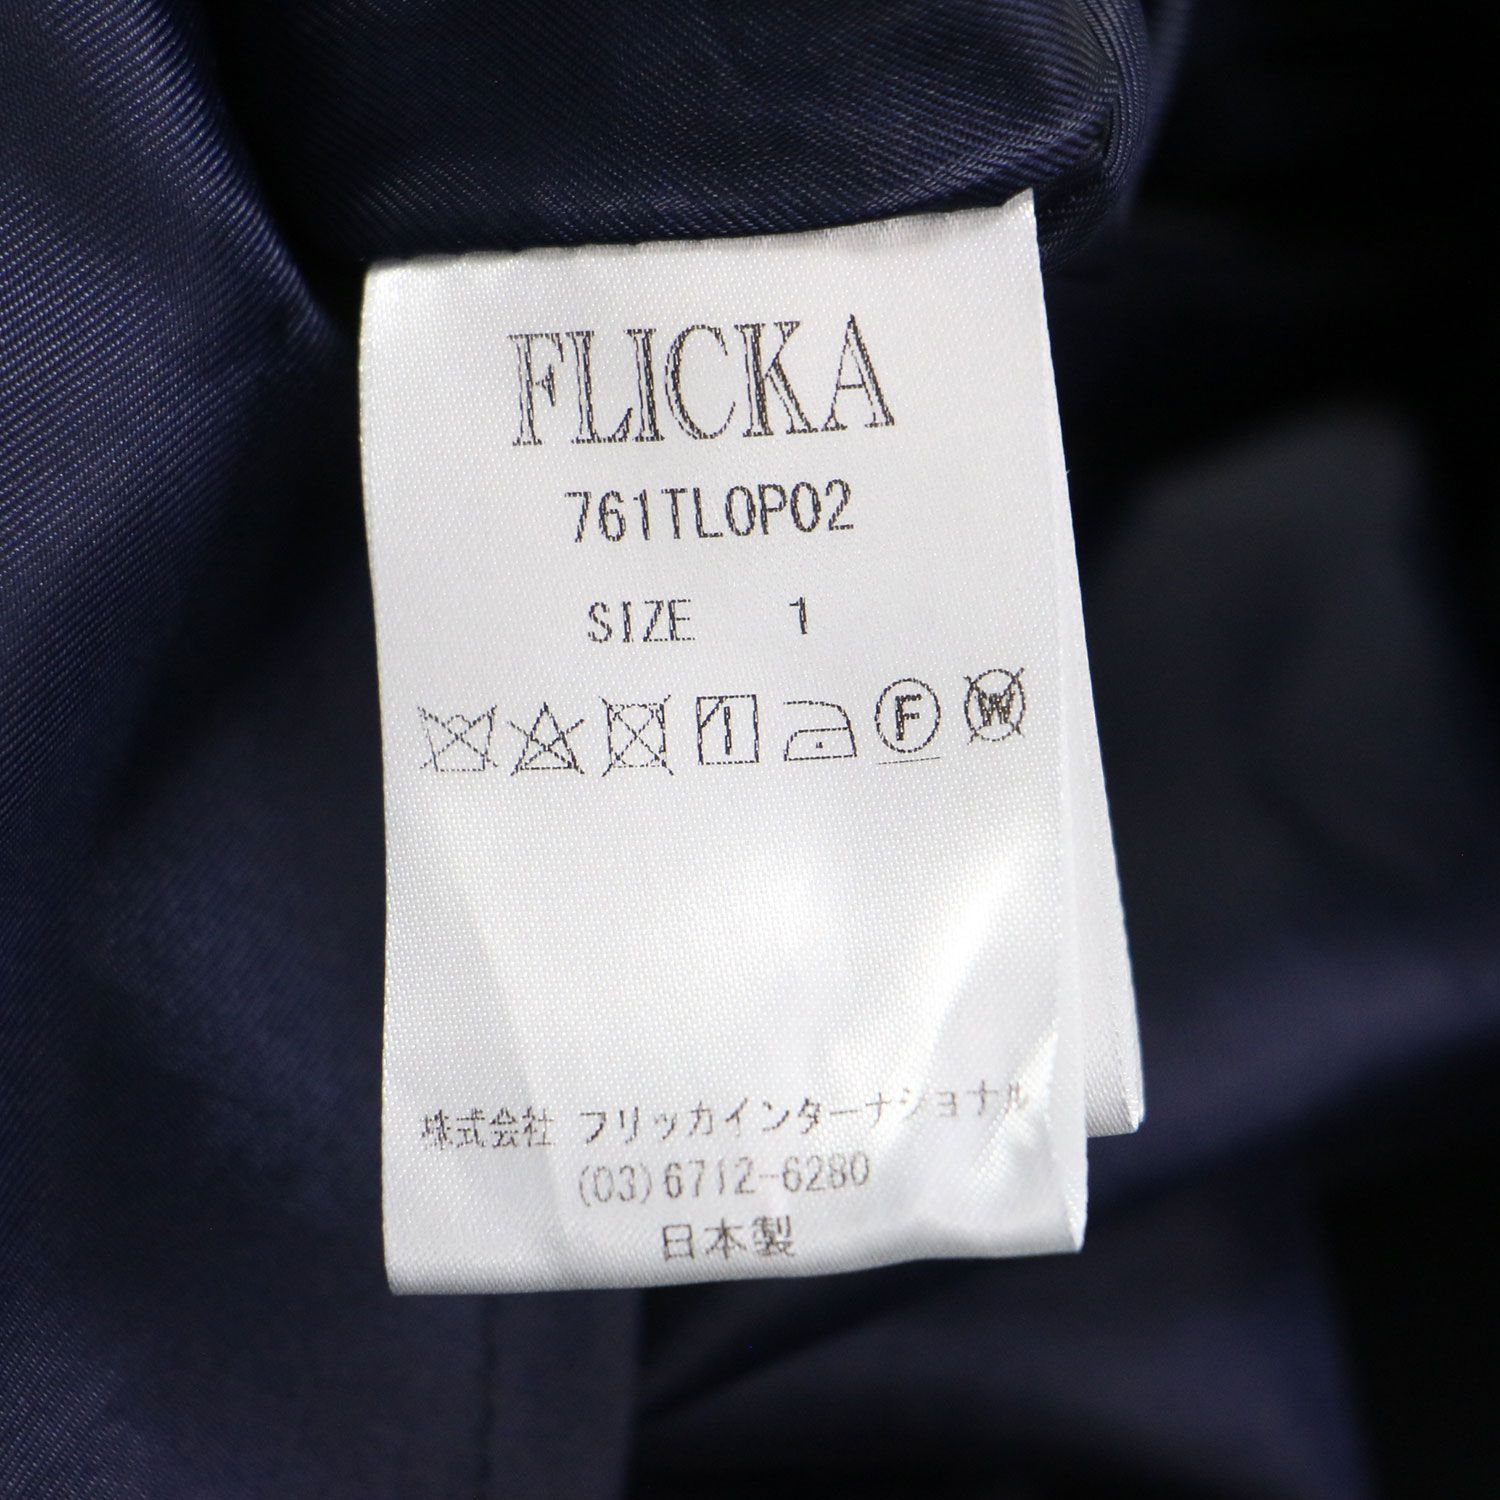 FLICKA
761TLOP02
SIZE 1
F W
株式会社 フリッカインターナショナル
(03)6712-6280
日本製